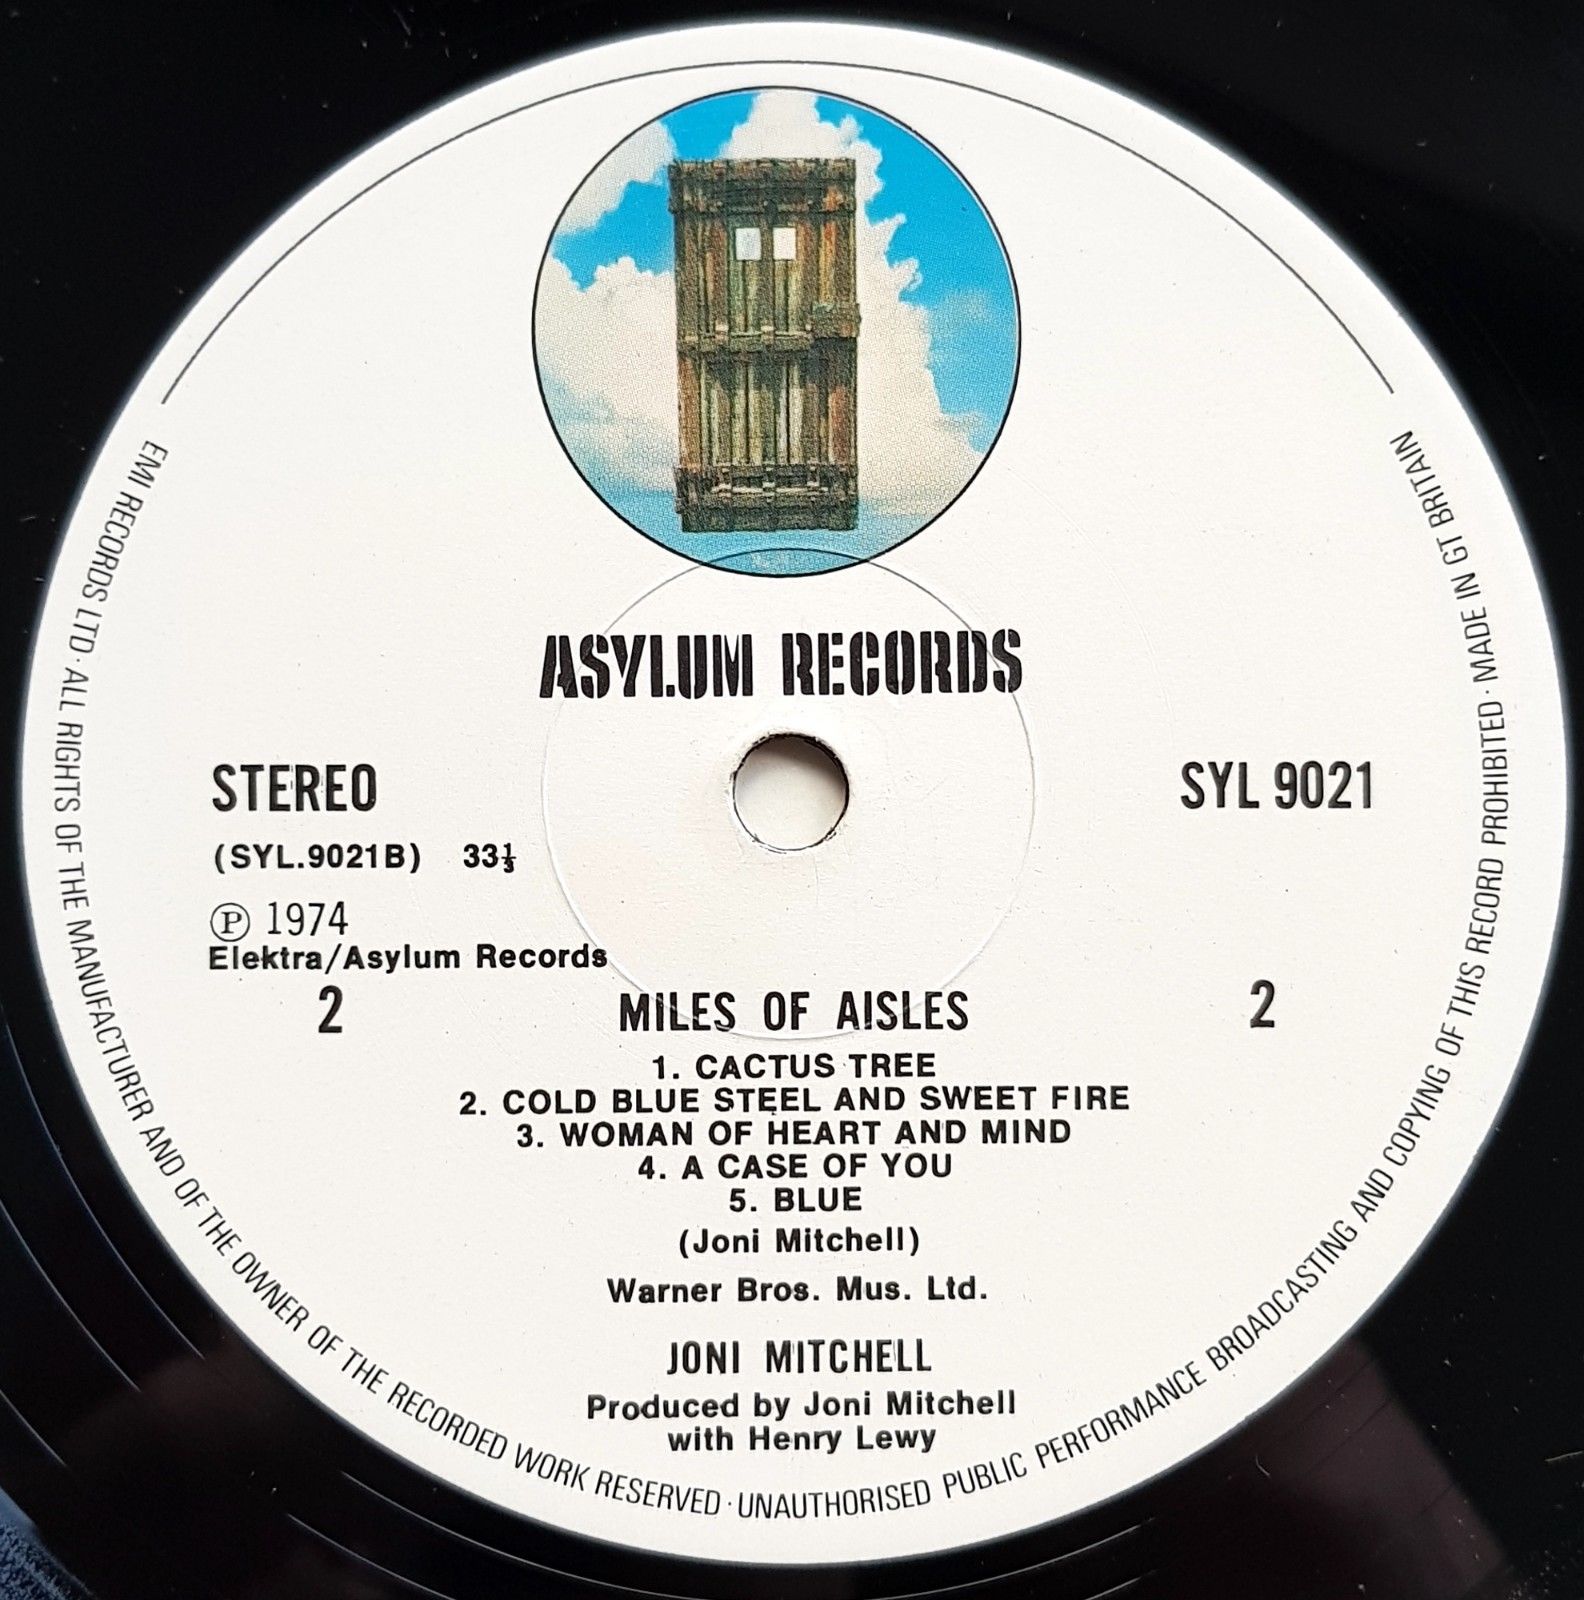 ASYLUM RECORDS
STEREO
SYL 9021
(SYL.9021B) 33⅓
℗ 1974
Elektra/Asylum Records
2
MILES OF AISLES
2
1. CACTUS TREE
2. COLD BLUE STEEL AND SWEET FIRE
3. WOMAN OF HEART AND MIND
4. A CASE OF YOU
5. BLUE
(Joni Mitchell)
Warner Bros. Mus. Ltd.
JONI MITCHELL
Produced by Joni Mitchell
with Henry Lewy
EMI RECORDS LTD · ALL RIGHTS OF THE MANUFACTURER AND OF THE OWNER OF THE RECORDED WORK RESERVED · UNAUTHORISED PUBLIC PERFORMANCE BROADCASTING AND COPYING OF THIS RECORD PROHIBITED · MADE IN GT BRITAIN